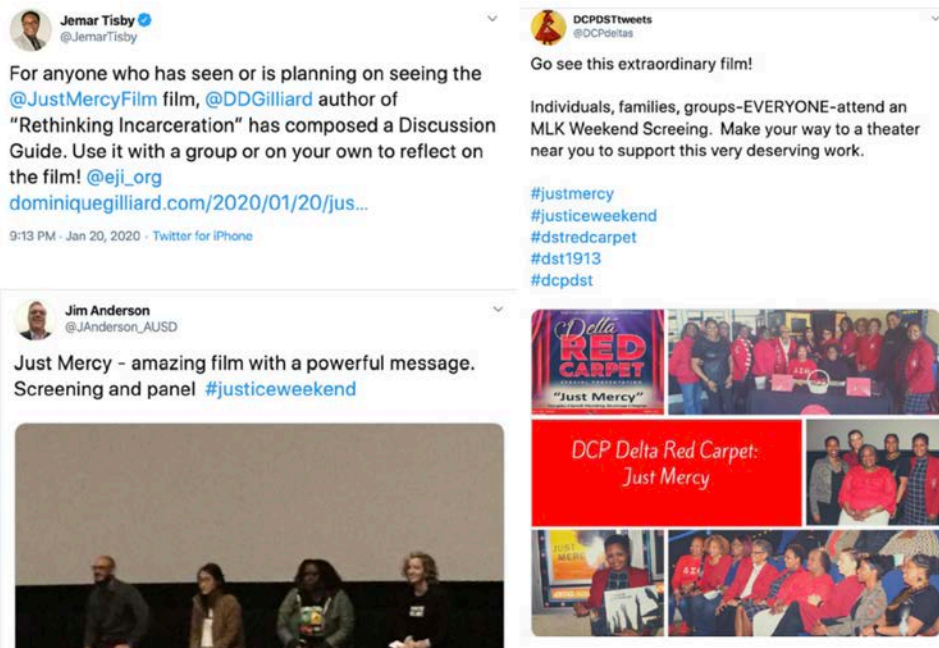 Jemar Tisby
@JemarTisby
For anyone who has seen or is planning on seeing the
@JustMercyFilm film, @DDGilliard author of
“Rethinking Incarceration” has composed a Discussion
Guide. Use it with a group or on your own to reflect on
the film! @eji_org
dominiquegilliard.com/2020/01/20/jus...
9:13 PM · Jan 20, 2020 · Twitter for iPhone
Jim Anderson
@JAnderson_AUSD
Just Mercy - amazing film with a powerful message.
Screening and panel #justiceweekend
DCPDSTtweets
@DCPdeltas
Go see this extraordinary film!
Individuals, families, groups-EVERYONE-attend an
MLK Weekend Screeing. Make your way to a theater
near you to support this very deserving work.
#justmercy
#justiceweekend
#dstredcarpet
#dst1913
#dcpdst
Delta
RED
CARPET
SPECIAL PRESENTATION
"Just Mercy"
DCP Delta Red Carpet:
Just Mercy
JUST